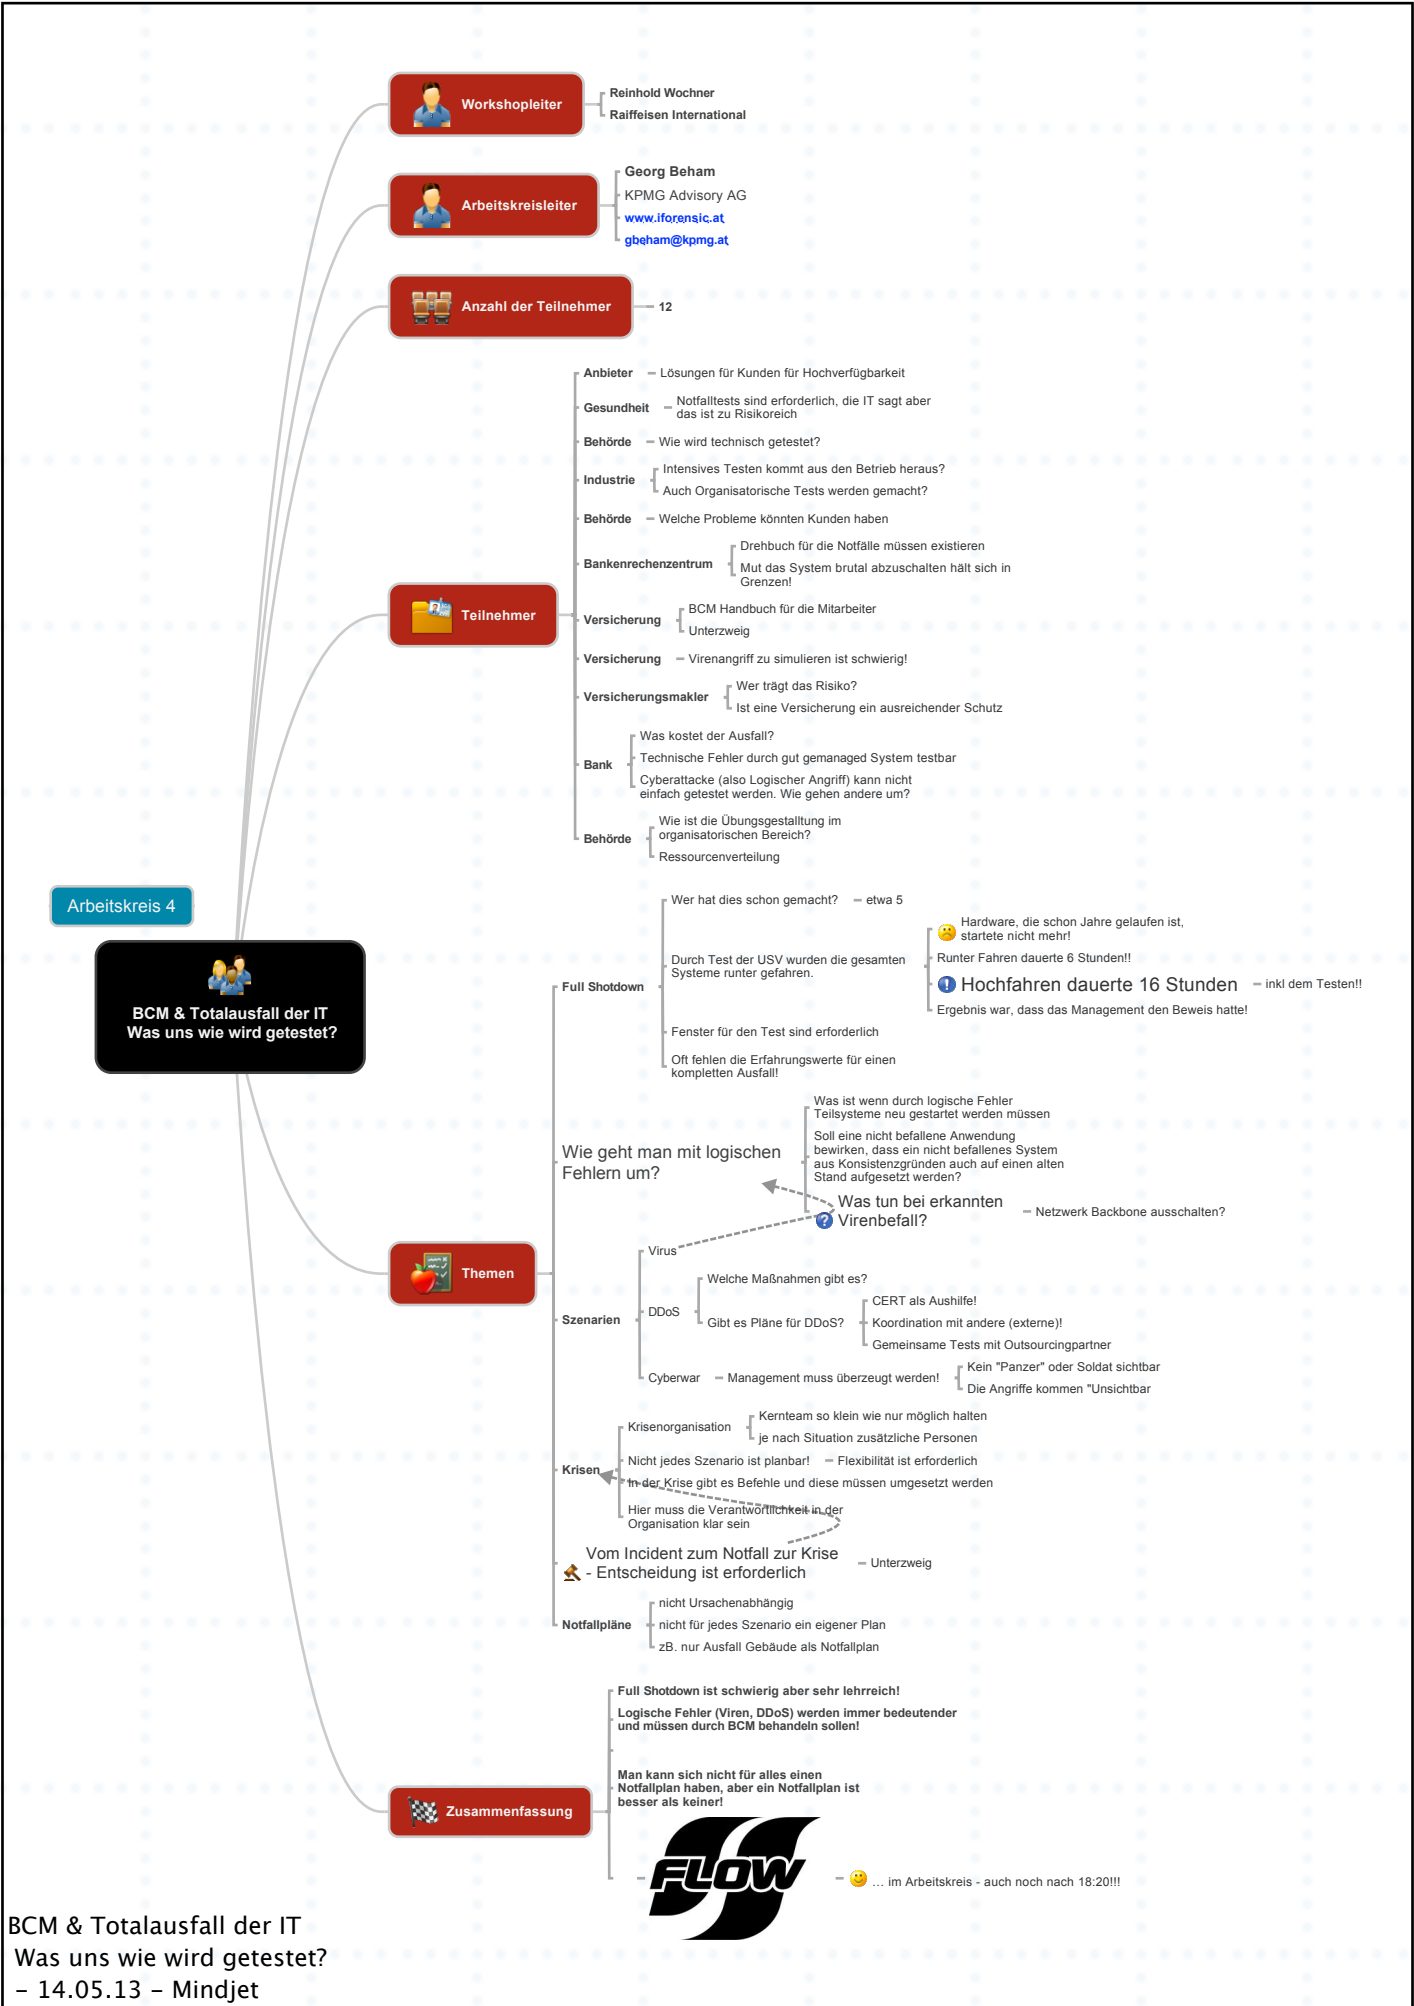 Workshopleiter
Reinhold Wochner
Raiffeisen International
Arbeitskreisleiter
Georg Beham
KPMG Advisory AG
www.iforensic.at
gbeham@kpmg.at
Anzahl der Teilnehmer
12
Teilnehmer
Anbieter
Lösungen für Kunden für Hochverfügbarkeit
Gesundheit
Notfalltests sind erforderlich, die IT sagt aber
das ist zu Risikoreich
Behörde
Wie wird technisch getestet?
Industrie
Intensives Testen kommt aus den Betrieb heraus?
Auch Organisatorische Tests werden gemacht?
Behörde
Welche Probleme könnten Kunden haben
Bankenrechenzentrum
Drehbuch für die Notfälle müssen existieren
Mut das System brutal abzuschalten hält sich in
Grenzen!
Versicherung
BCM Handbuch für die Mitarbeiter
Unterzweig
Versicherung
Virenangriff zu simulieren ist schwierig!
Versicherungsmakler
Wer trägt das Risiko?
Ist eine Versicherung ein ausreichender Schutz
Bank
Was kostet der Ausfall?
Technische Fehler durch gut gemanaged System testbar
Cyberattacke (also Logischer Angriff) kann nicht
einfach getestet werden. Wie gehen andere um?
Behörde
Wie ist die Übungsgestalltung im
organisatorischen Bereich?
Ressourcenverteilung
Arbeitskreis 4
BCM & Totalausfall der IT
Was uns wie wird getestet?
Themen
Full Shotdown
Wer hat dies schon gemacht?
etwa 5
Durch Test der USV wurden die gesamten
Systeme runter gefahren.
Hardware, die schon Jahre gelaufen ist,
startete nicht mehr!
Runter Fahren dauerte 6 Stunden!!
Hochfahren dauerte 16 Stunden
inkl dem Testen!!
Ergebnis war, dass das Management den Beweis hatte!
Fenster für den Test sind erforderlich
Oft fehlen die Erfahrungswerte für einen
kompletten Ausfall!
Wie geht man mit logischen
Fehlern um?
Was ist wenn durch logische Fehler
Teilsysteme neu gestartet werden müssen
Soll eine nicht befallene Anwendung
bewirken, dass ein nicht befallenes System
aus Konsistenzgründen auch auf einen alten
Stand aufgesetzt werden?
Was tun bei erkannten
Virenbefall?
Netzwerk Backbone ausschalten?
Szenarien
Virus
DDoS
Welche Maßnahmen gibt es?
Gibt es Pläne für DDoS?
CERT als Aushilfe!
Koordination mit andere (externe)!
Gemeinsame Tests mit Outsourcingpartner
Cyberwar
Management muss überzeugt werden!
Kein "Panzer" oder Soldat sichtbar
Die Angriffe kommen "Unsichtbar
Krisen
Krisenorganisation
Kernteam so klein wie nur möglich halten
je nach Situation zusätzliche Personen
Nicht jedes Szenario ist planbar!
Flexibilität ist erforderlich
In der Krise gibt es Befehle und diese müssen umgesetzt werden
Hier muss die Verantwortlichkeit in der
Organisation klar sein
Vom Incident zum Notfall zur Krise
- Entscheidung ist erforderlich
Unterzweig
Notfallpläne
nicht Ursachenabhängig
nicht für jedes Szenario ein eigener Plan
zB. nur Ausfall Gebäude als Notfallplan
Zusammenfassung
Full Shotdown ist schwierig aber sehr lehrreich!
Logische Fehler (Viren, DDoS) werden immer bedeutender
und müssen durch BCM behandeln sollen!
Man kann sich nicht für alles einen
Notfallplan haben, aber ein Notfallplan ist
besser als keiner!
FLOW
... im Arbeitskreis - auch noch nach 18:20!!!
BCM & Totalausfall der IT
Was uns wie wird getestet?
- 14.05.13 - Mindjet